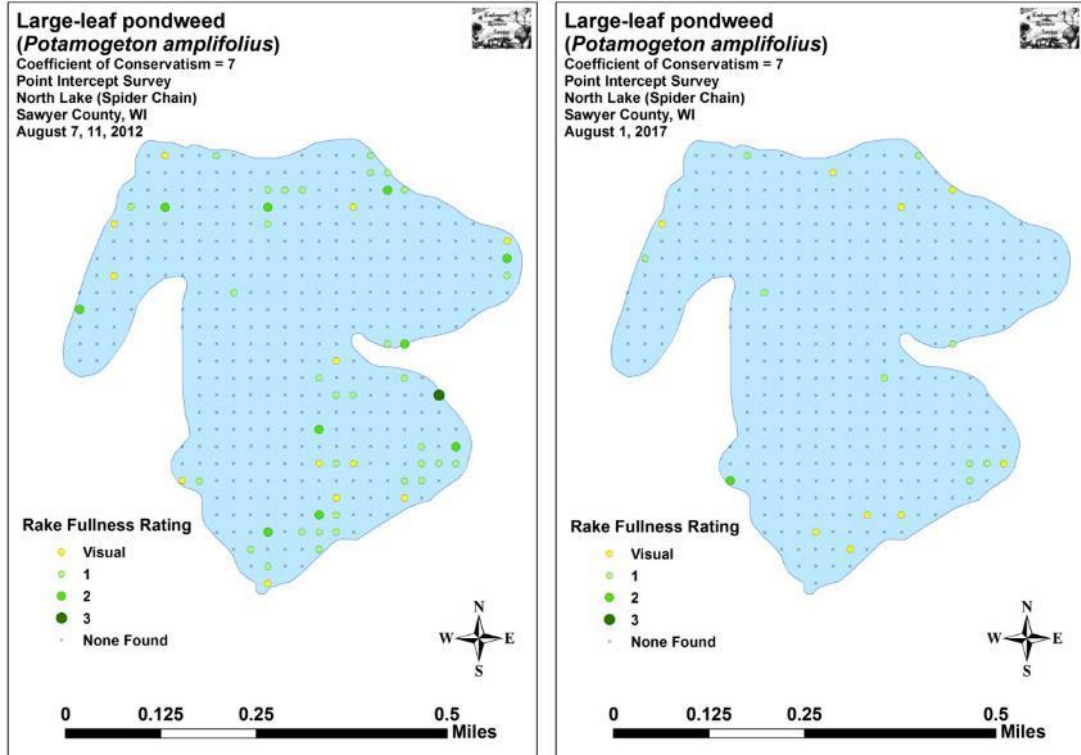 Large-leaf pondweed
(Potamogeton amplifolius)
Coefficient of Conservatism = 7
Point Intercept Survey
North Lake (Spider Chain)
Sawyer County, WI
August 7, 11, 2012
Rake Fullness Rating
Visual
1
2
3
None Found
N
W E
S
0 0.125 0.25 0.5
Miles
Large-leaf pondweed
(Potamogeton amplifolius)
Coefficient of Conservatism = 7
Point Intercept Survey
North Lake (Spider Chain)
Sawyer County, WI
August 1, 2017
Rake Fullness Rating
Visual
1
2
3
None Found
N
W E
S
0 0.125 0.25 0.5
Miles